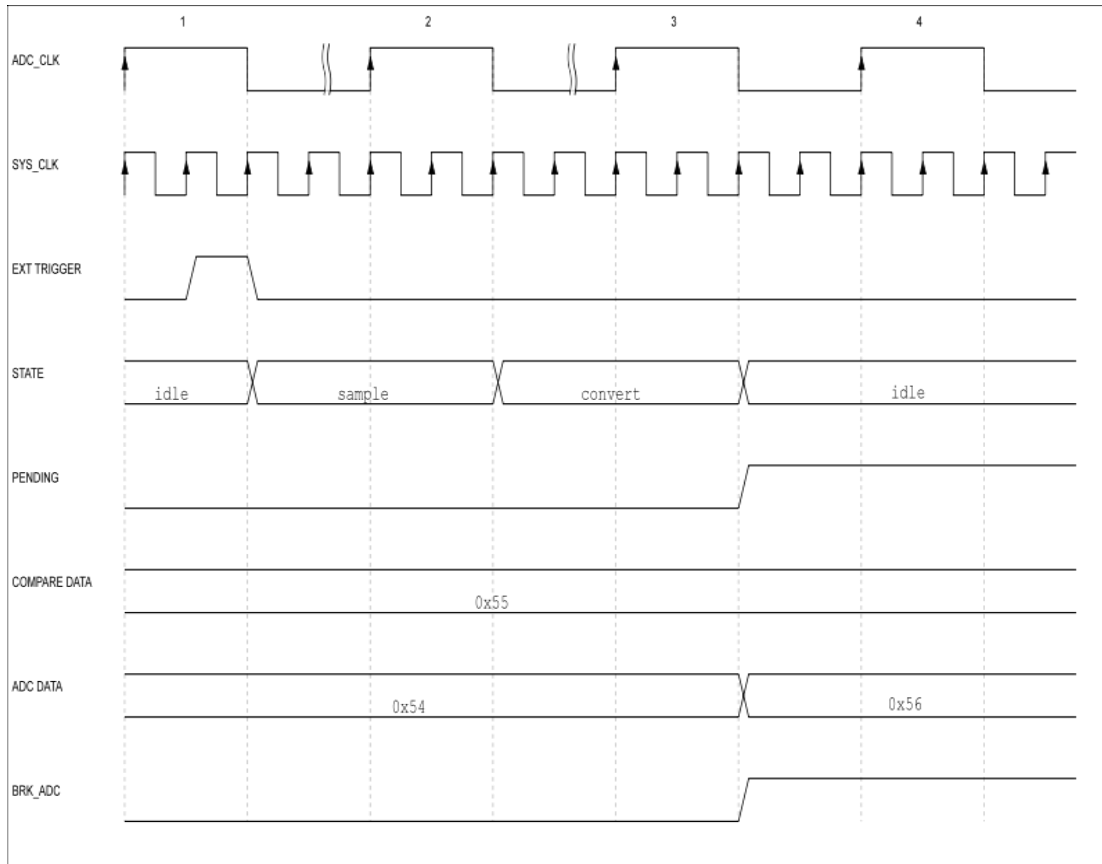 1 2 3 4
ADC_CLK
SYS_CLK
EXT TRIGGER
STATE
idle sample convert idle
PENDING
COMPARE DATA
0x55
ADC DATA
0x54 0x56
BRK_ADC